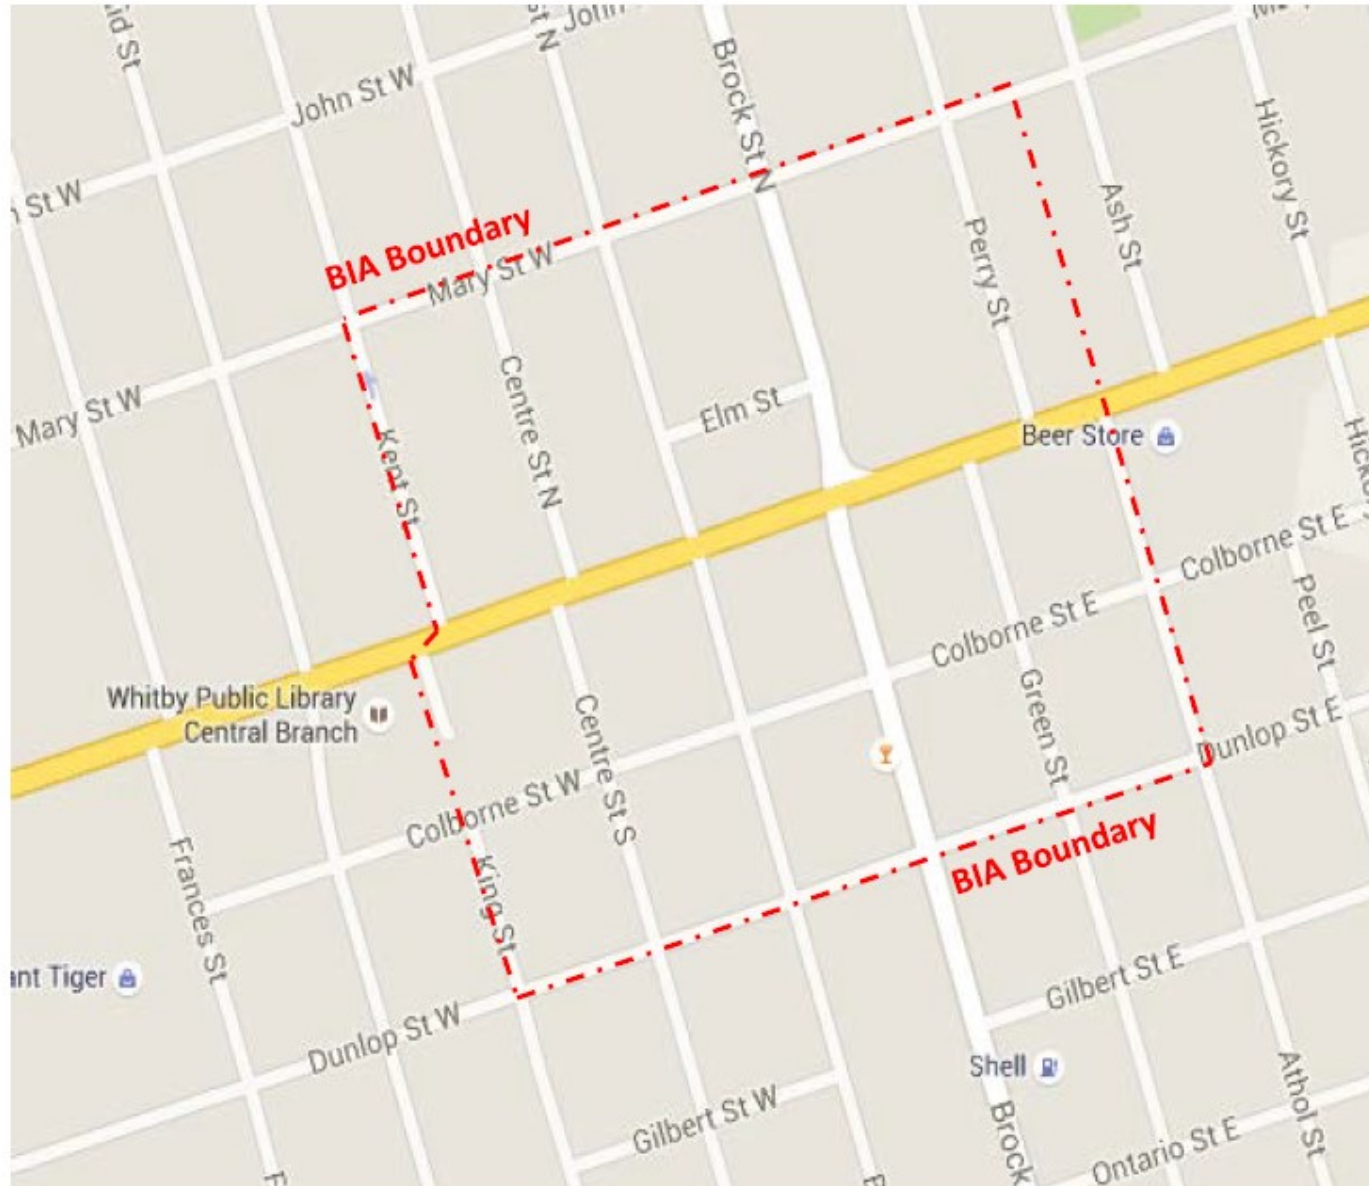 John St W
Brock St N
Hickory St
Ash St
BIA Boundary
Mary St W
Perry St
Mary St W
Centre St N
Elm St
Kent St
Beer Store
Colborne St E
Colborne St E
Peel St
Whitby Public Library
Central Branch
Green St
Centre St S
Dunlop St E
Colborne St W
BIA Boundary
Frances St
King St
Gilbert St E
ant Tiger
Dunlop St W
Shell
Athol St
Gilbert St W
Brock
Ontario St E